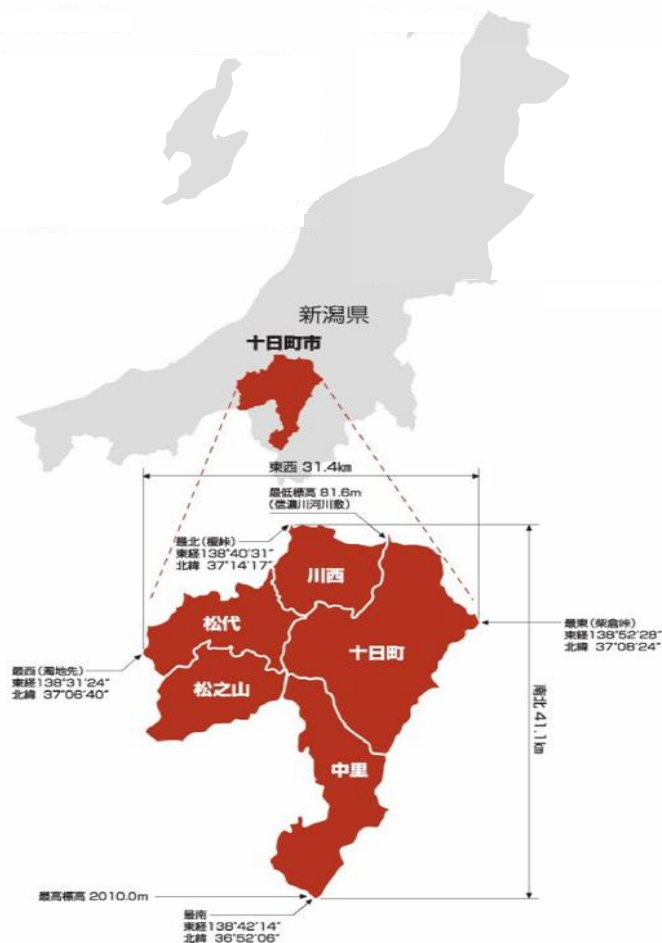 新潟県
十日町市
東西 31.4km
最低標高 81.6m
(信濃川河川敷)
最北(榎峠)
東経138°40′31″
北緯 37°14′17″
川西
松代
十日町
最東(柴倉峠)
東経138°52′28″
北緯 37°08′24″
最西(濁地先)
東経138°31′24″
北緯 37°06′40″
松之山
南北 41.1km
中里
最高標高 2010.0m
最南
東経138°42′14″
北緯 36°52′06″